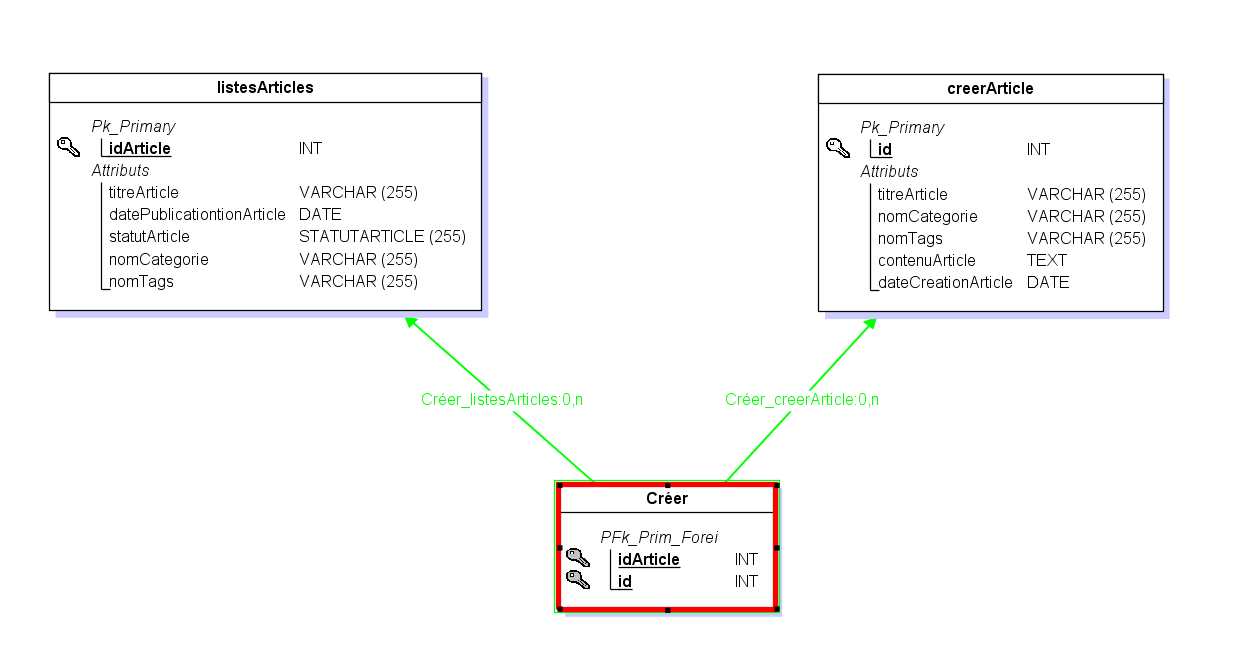 listesArticles
Pk_Primary
idArticle INT
Attributs
titreArticle VARCHAR (255)
datePublicationtionArticle DATE
statutArticle STATUTARTICLE (255)
nomCategorie VARCHAR (255)
nomTags VARCHAR (255)
creerArticle
Pk_Primary
id INT
Attributs
titreArticle VARCHAR (255)
nomCategorie VARCHAR (255)
nomTags VARCHAR (255)
contenuArticle TEXT
dateCreationArticle DATE
Créer_listesArticles:0,n
Créer_creerArticle:0,n
Créer
PFk_Prim_Forei
idArticle INT
id INT